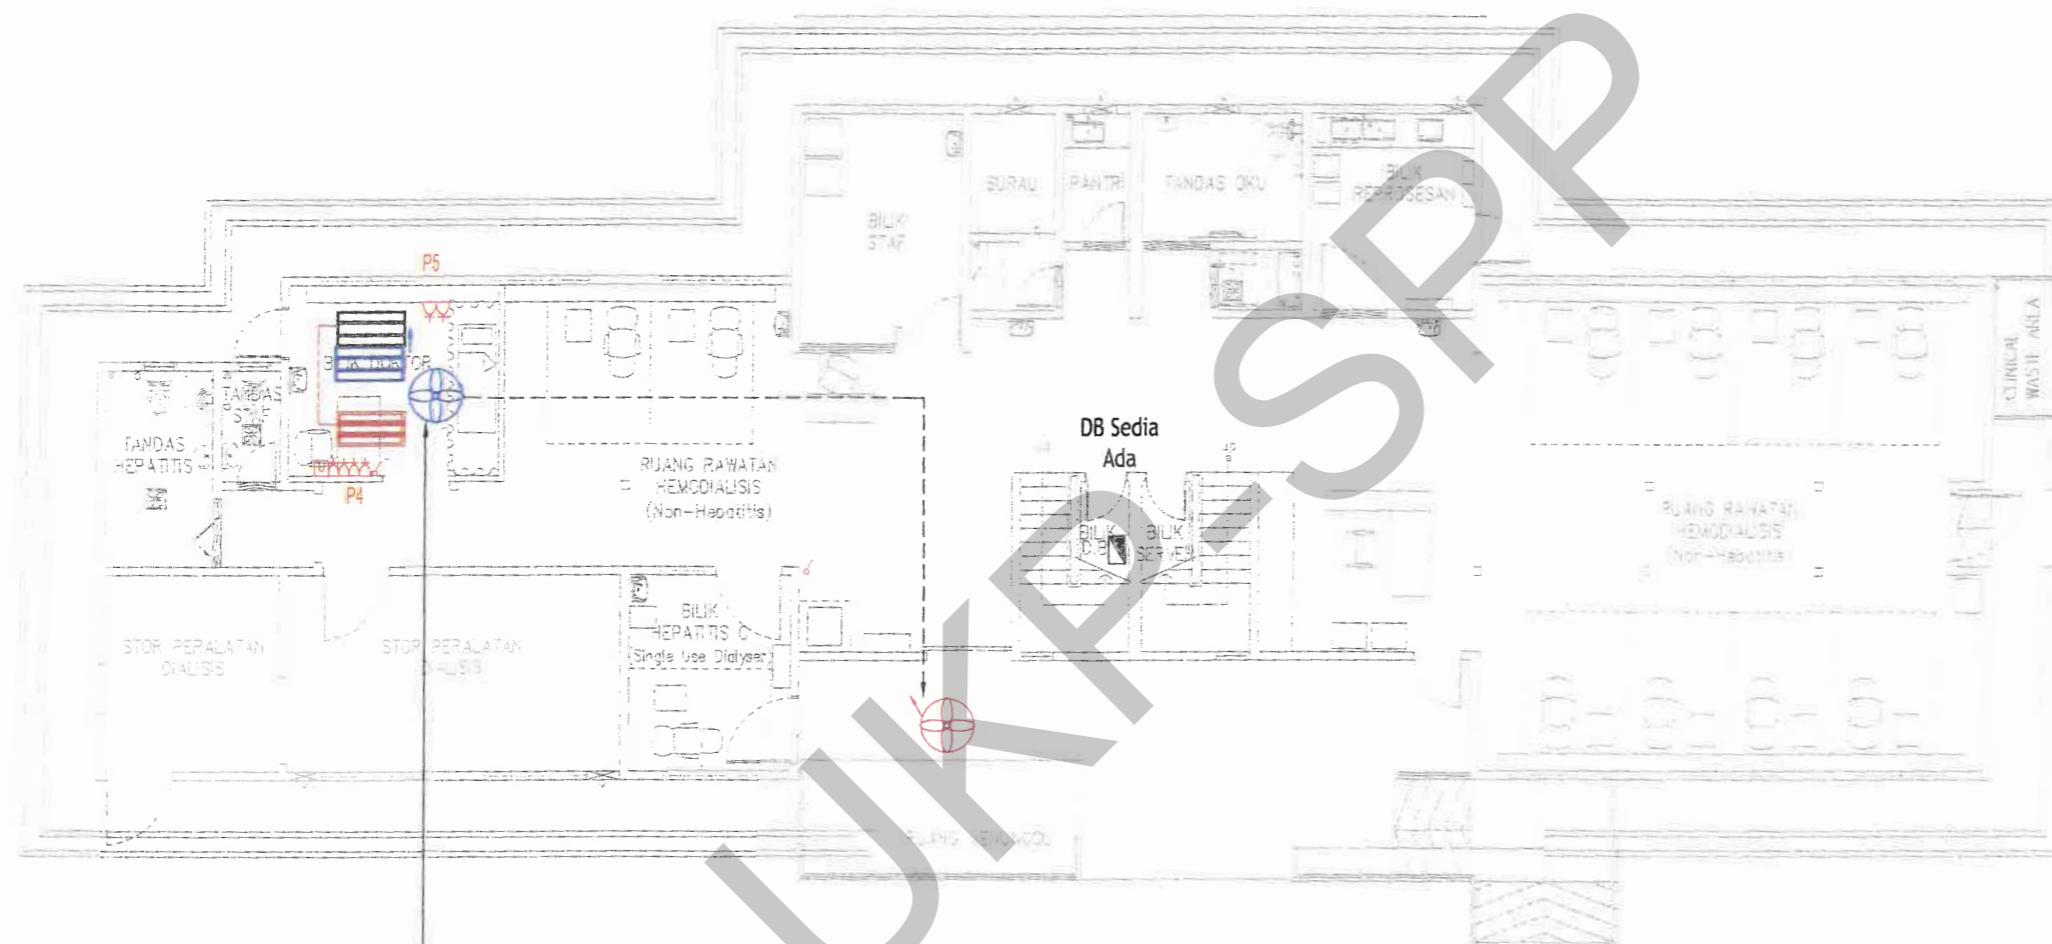 SURAU
PANTRI
TANDAS OKU
BILIK
REPROSESAN
BILIK
STAF
P5
CLINICAL
WASTE AREA
TANDAS
TANDAS
HEPATITIS
P4
RUANG RAWATAN
HEMODIALISIS
(Non-Hepatitis)
DB Sedia
Ada
BILIK
D.B
BILIK
SERVER
RUANG RAWATAN
HEMODIALISIS
(Non-Hepatitis)
BILIK
HEPATITIS C
(Single Use Dialyser)
STOR PERALATAN
DIALISIS
STOR PERALATAN
DIALISIS
RUANG MENUNGGU
UKP-SPP